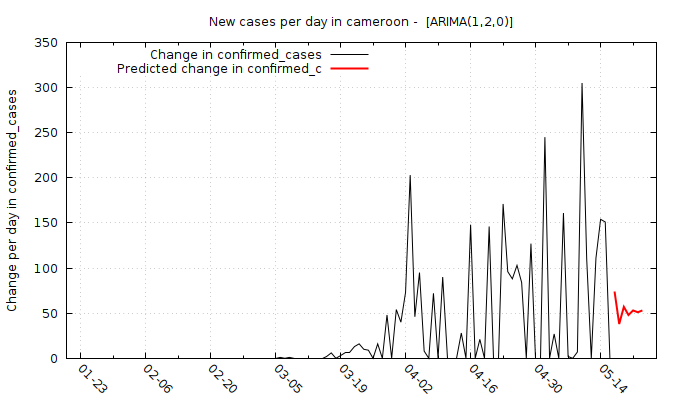 New cases per day in cameroon -  [ARIMA(1,2,0)]
Change per day in confirmed_cases
Change in confirmed_cases
Predicted change in confirmed_c
350
300
250
200
150
100
50
0
01-23 02-06 02-20 03-05 03-19 04-02 04-16 04-30 05-14